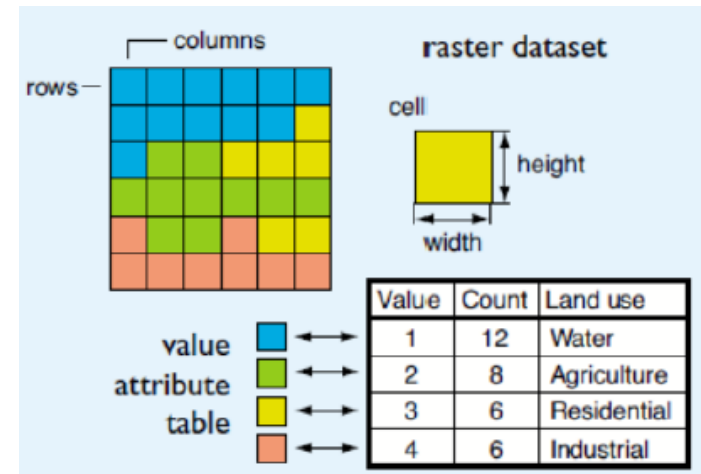 columns
raster dataset
rows
cell
height
width
value
attribute
table
Value Count Land use
1 12 Water
2 8 Agriculture
3 6 Residential
4 6 Industrial